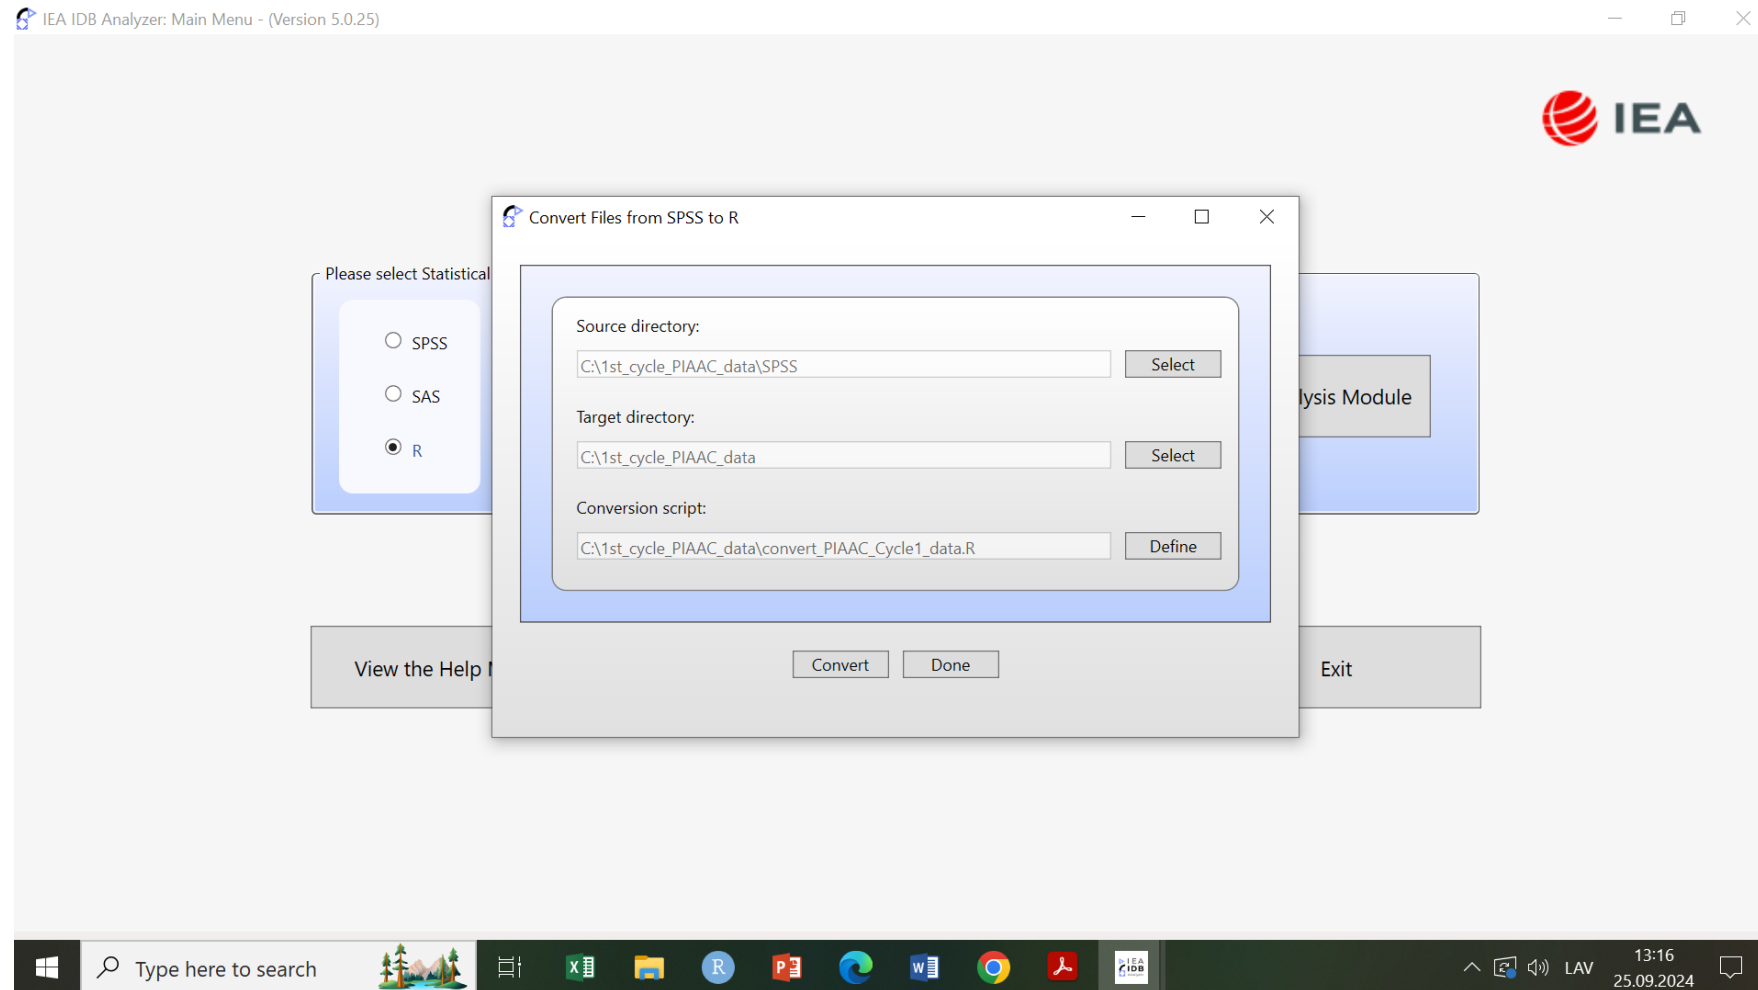 IEA IDB Analyzer: Main Menu - (Version 5.0.25)
IEA
Convert Files from SPSS to R
Please select Statistical
SPSS
SAS
R
Source directory:
C:\1st_cycle_PIAAC_data\SPSS
Select
Target directory:
C:\1st_cycle_PIAAC_data
Select
Conversion script:
C:\1st_cycle_PIAAC_data\convert_PIAAC_Cycle1_data.R
Define
lysis Module
View the Help
Convert
Done
Exit
Type here to search
R
IEA
IDB
LAV
13:16
25.09.2024